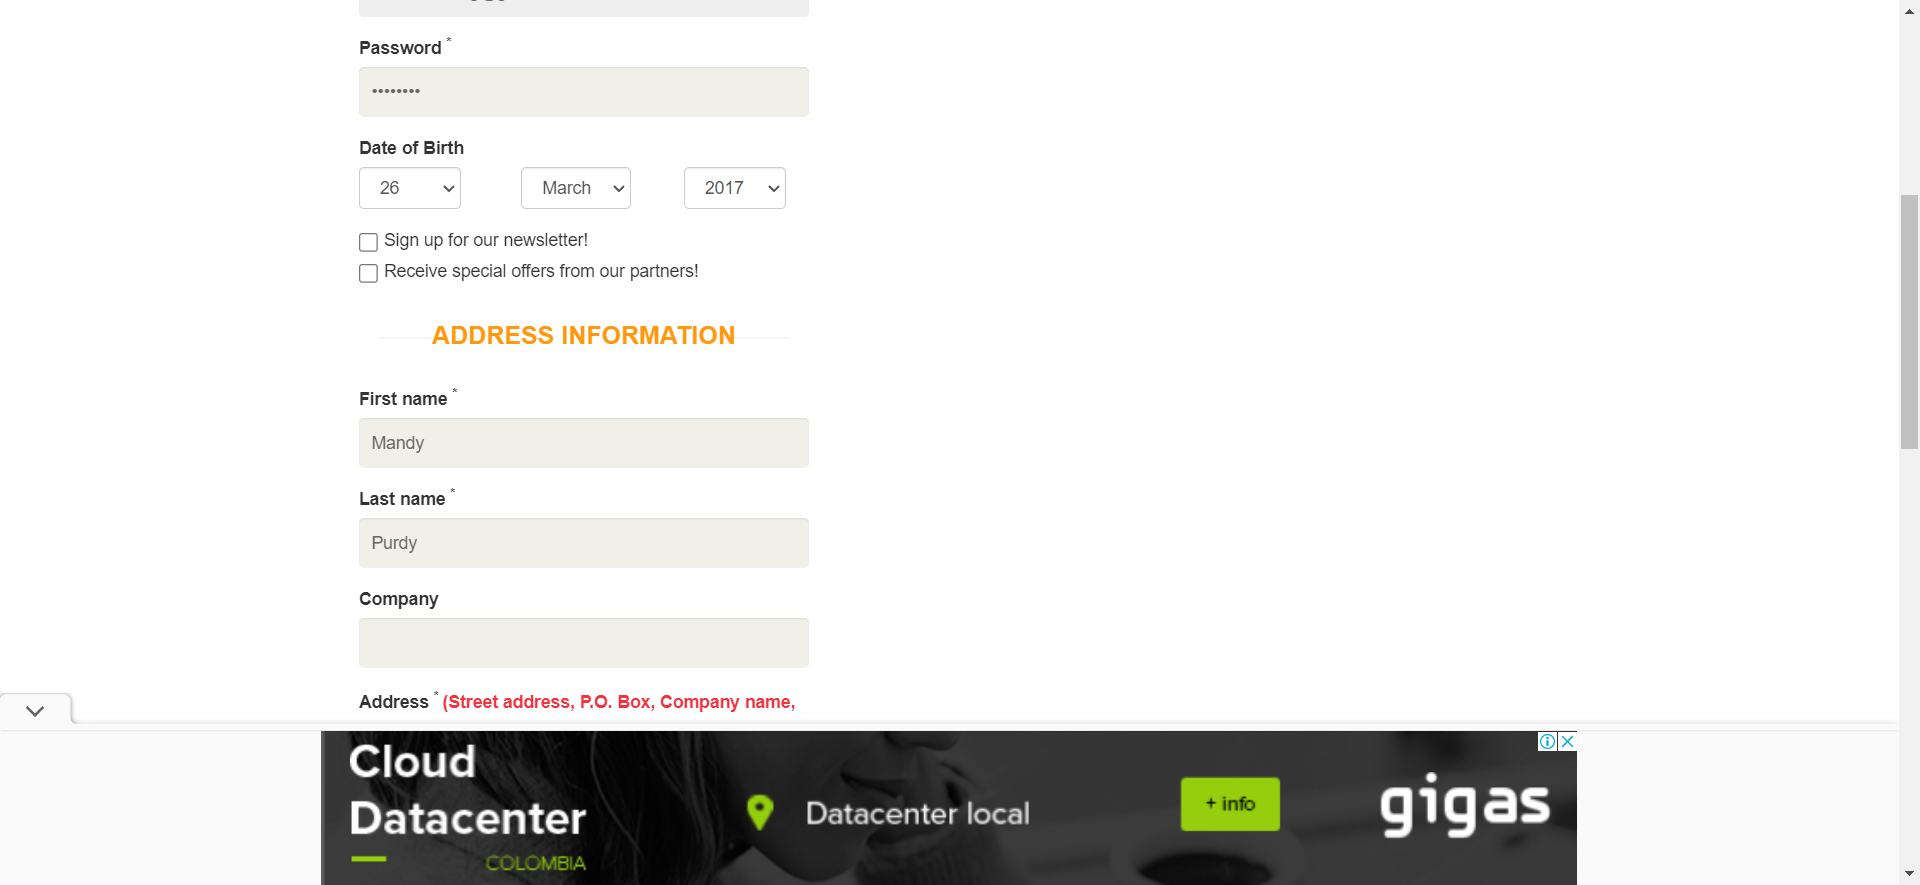 Password *
••••••••
Date of Birth
26 March 2017
Sign up for our newsletter!
Receive special offers from our partners!
ADDRESS INFORMATION
First name *
Mandy
Last name *
Purdy
Company
Address * (Street address, P.O. Box, Company name,
Cloud
Datacenter
COLOMBIA
Datacenter local
+ info
gigas